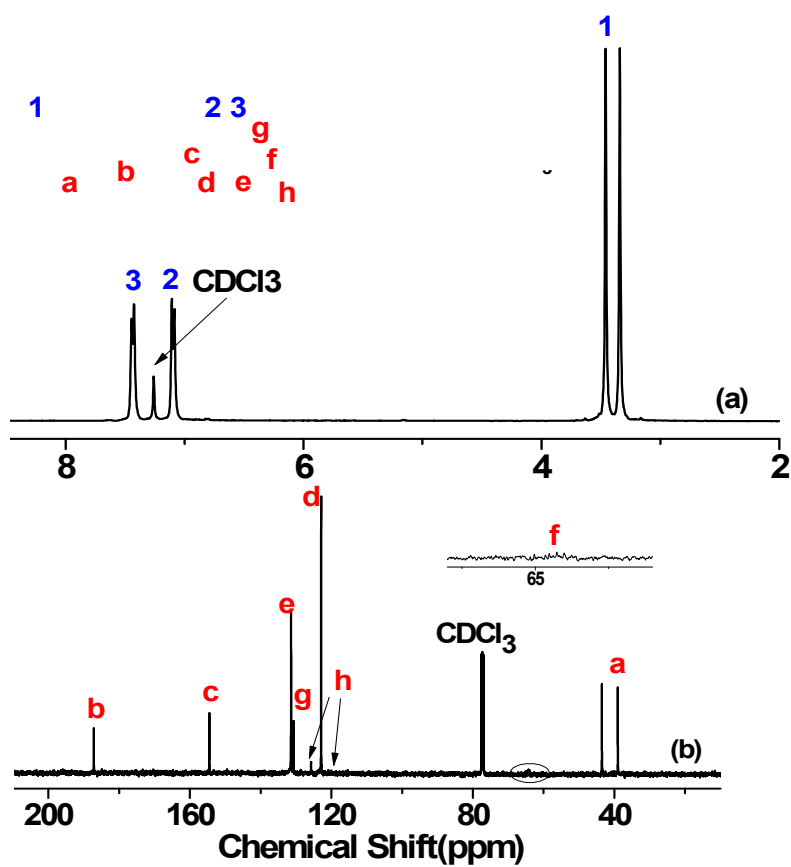 1
1 2 3
g
c f
b
a d e h
3 2 CDCl3
(a)
8 6 4 2
d
f
65
e
CDCl3
g h a
c
b
(b)
200 160 120 80 40
Chemical Shift(ppm)